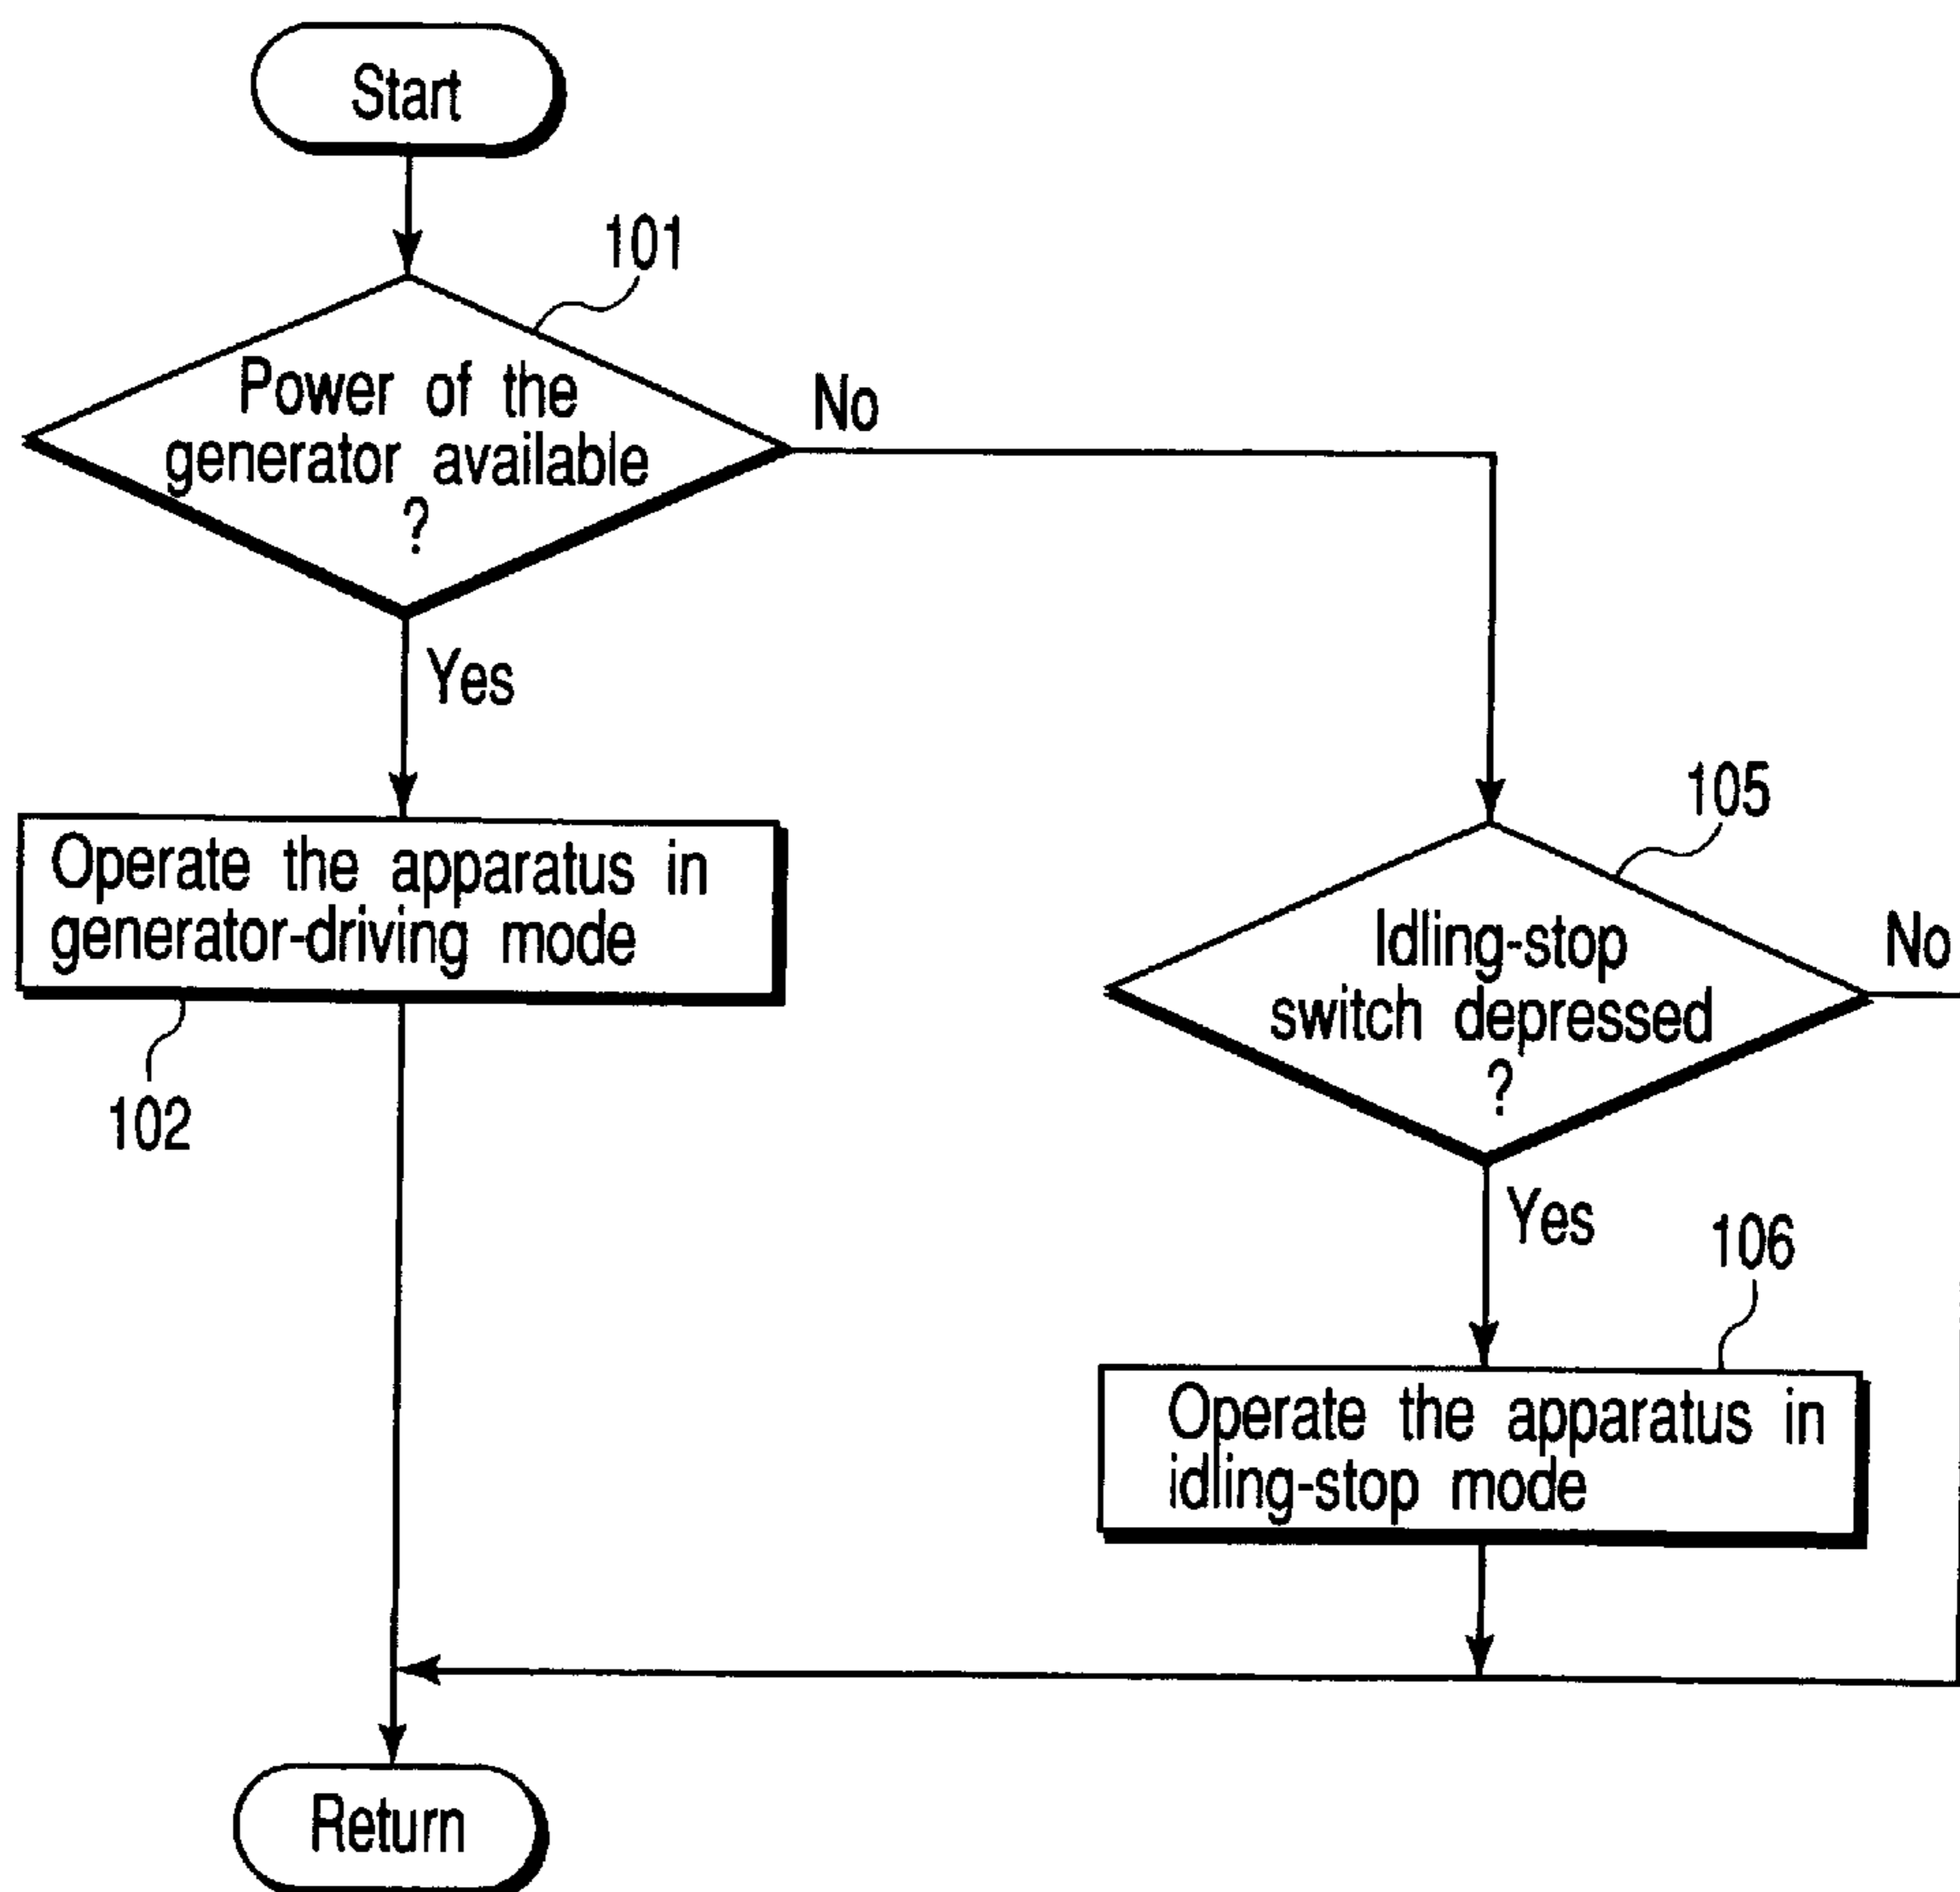 Start
101
Power of the
generator available
?
No
Yes
Operate the apparatus in
generator-driving mode
102
105
Idling-stop
switch depressed
?
No
Yes
106
Operate the apparatus in
idling-stop mode
Return